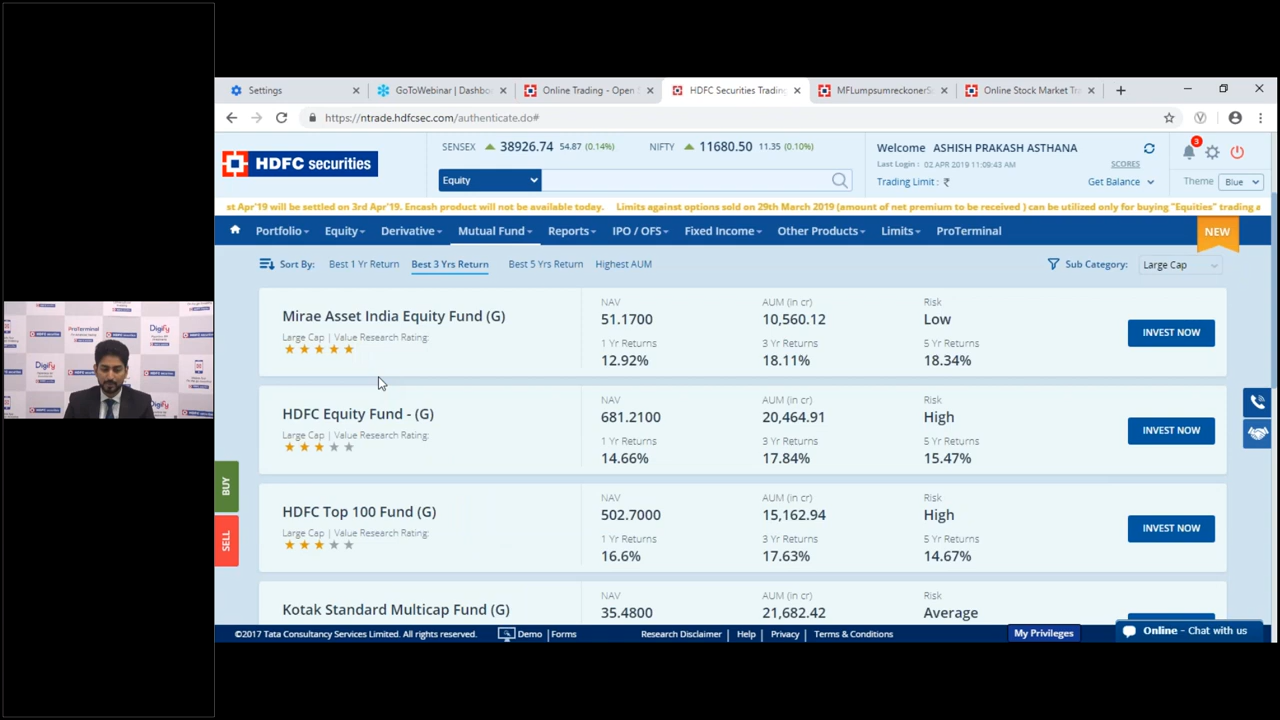 Settings
GoToWebinar | Dashbo
Online Trading - Open
HDFC Securities Trading
MFLumpsumreckonerS
Online Stock Market Tra
https://ntrade.hdfcsec.com/authenticate.do#
HDFC securities
SENSEX 38926.74 54.87 (0.14%)
NIFTY 11680.50 11.35 (0.10%)
Welcome ASHISH PRAKASH ASTHANA
Last Login : 02 APR 2019 11:09:43 AM
SCORES
3
Equity
Trading Limit : ₹
Get Balance
Theme
Blue
st Apr'19 will be settled on 3rd Apr'19. Encash product will not be available today. Limits against options sold on 29th March 2019 (amount of net premium to be received ) can be utilized only for buying "Equities" trading a
Portfolio Equity Derivative Mutual Fund Reports IPO / OFS Fixed Income Other Products Limits ProTerminal
NEW
Sort By: Best 1 Yr Return Best 3 Yrs Return Best 5 Yrs Return Highest AUM
Sub Category: Large Cap
Mirae Asset India Equity Fund (G)
Large Cap | Value Research Rating:
NAV AUM (in cr) Risk
51.1700 10,560.12 Low
1 Yr Returns 3 Yr Returns 5 Yr Returns
12.92% 18.11% 18.34%
INVEST NOW
HDFC Equity Fund - (G)
Large Cap | Value Research Rating:
NAV AUM (in cr) Risk
681.2100 20,464.91 High
1 Yr Returns 3 Yr Returns 5 Yr Returns
14.66% 17.84% 15.47%
INVEST NOW
HDFC Top 100 Fund (G)
Large Cap | Value Research Rating:
NAV AUM (in cr) Risk
502.7000 15,162.94 High
1 Yr Returns 3 Yr Returns 5 Yr Returns
16.6% 17.63% 14.67%
INVEST NOW
Kotak Standard Multicap Fund (G)
NAV AUM (in cr) Risk
35.4800 21,682.42 Average
BUY
SELL
©2017 Tata Consultancy Services Limited. All rights reserved.
Demo
Forms
Research Disclaimer
Help
Privacy
Terms & Conditions
My Privileges
Online - Chat with us
ProTerminal
Digify
Digify